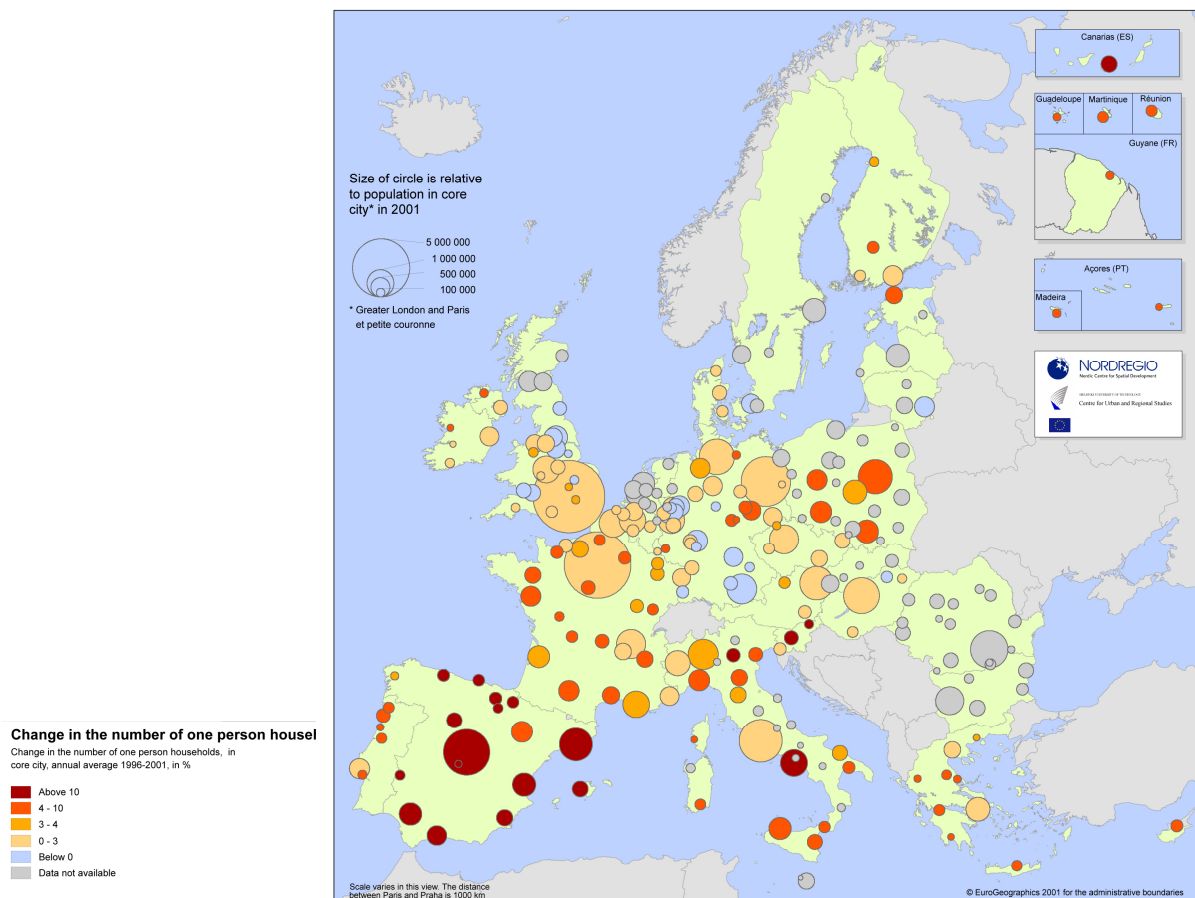 Canarias (ES)
Guadeloupe
Martinique
Réunion
Guyane (FR)
Size of circle is relative
to population in core
city* in 2001
5 000 000
1 000 000
500 000
100 000
* Greater London and Paris
et petite couronne
Açores (PT)
Madeira
NORDREGIO
Nordic Centre for Spatial Development
HELSINKI UNIVERSITY OF TECHNOLOGY
Centre for Urban and Regional Studies
Change in the number of one person housel
Change in the number of one person households, in
core city, annual average 1996-2001, in %
Above 10
4 - 10
3 - 4
0 - 3
Below 0
Data not available
Scale varies in this view. The distance
between Paris and Praha is 1000 km
© EuroGeographics 2001 for the administrative boundaries